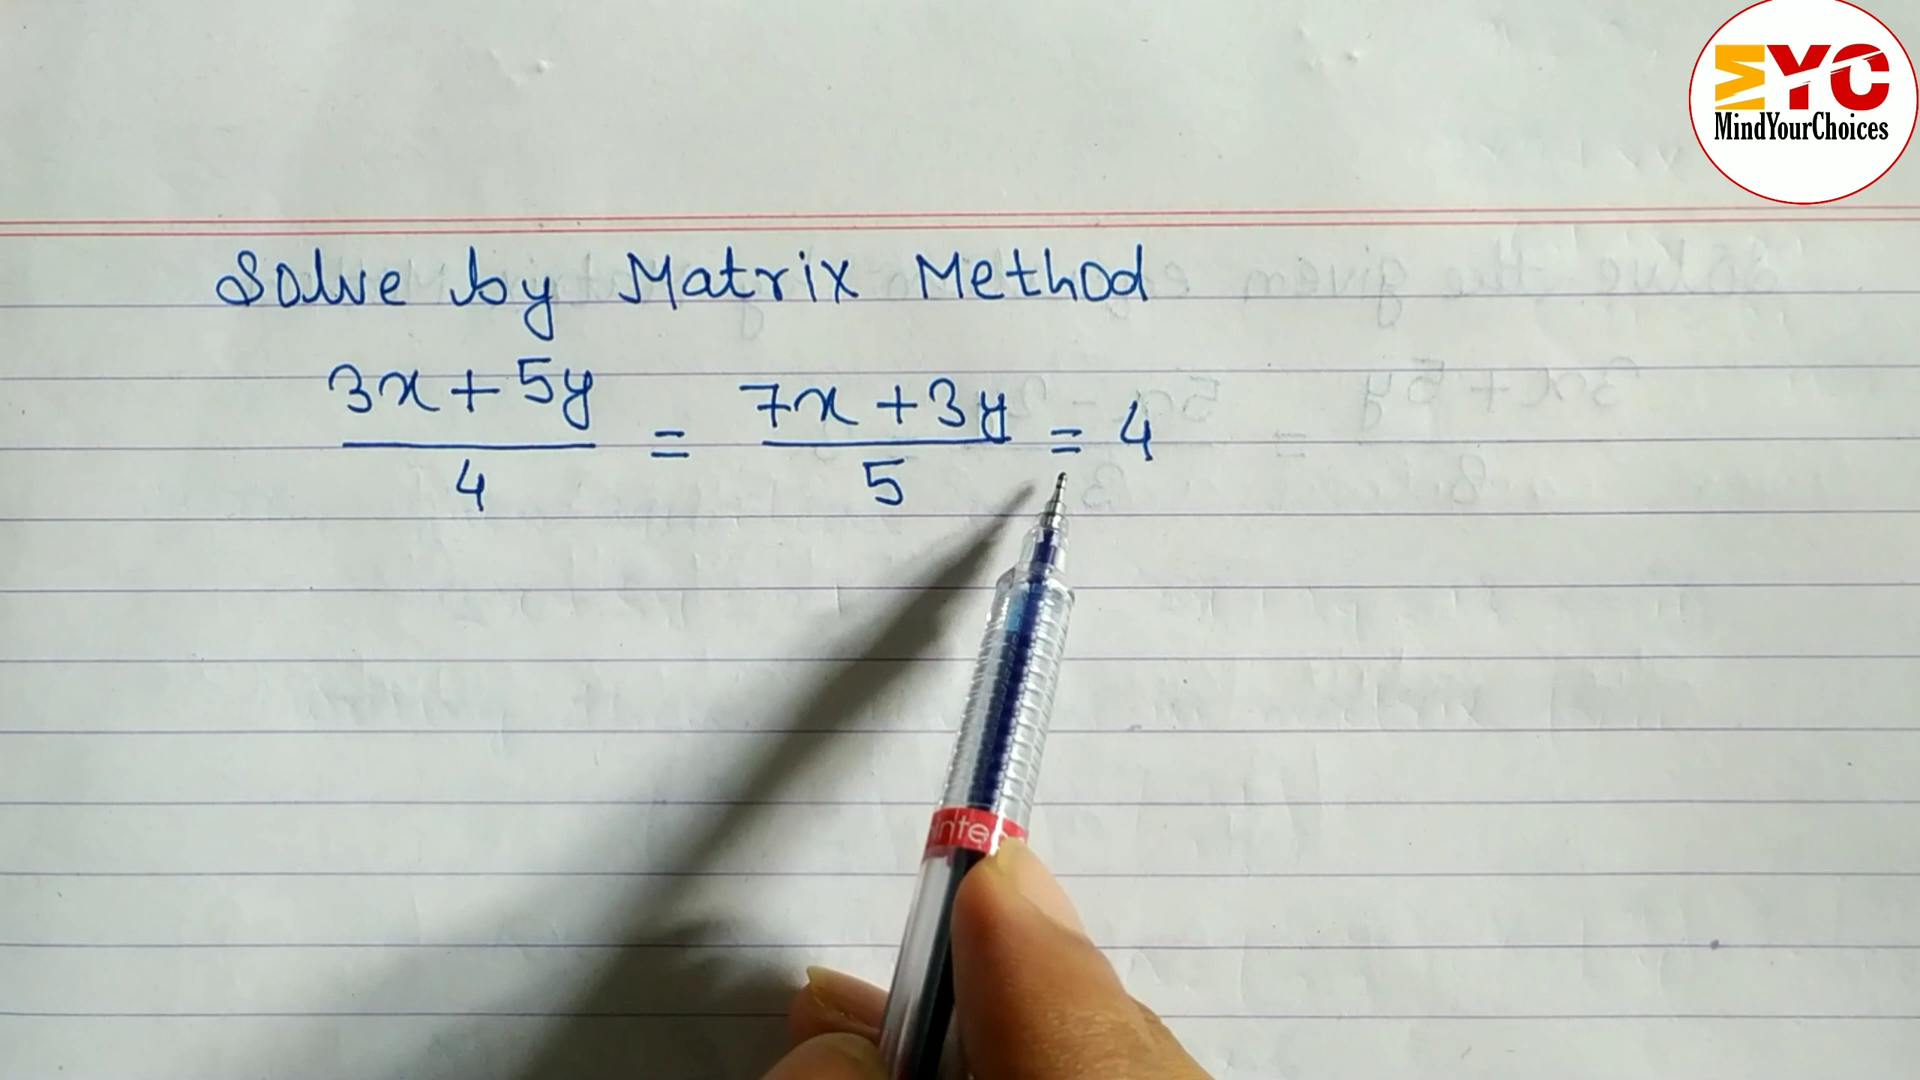 MYC
MindYourChoices
Solve by Matrix Method
3x + 5y / 4 = 7x + 3y / 5 = 4